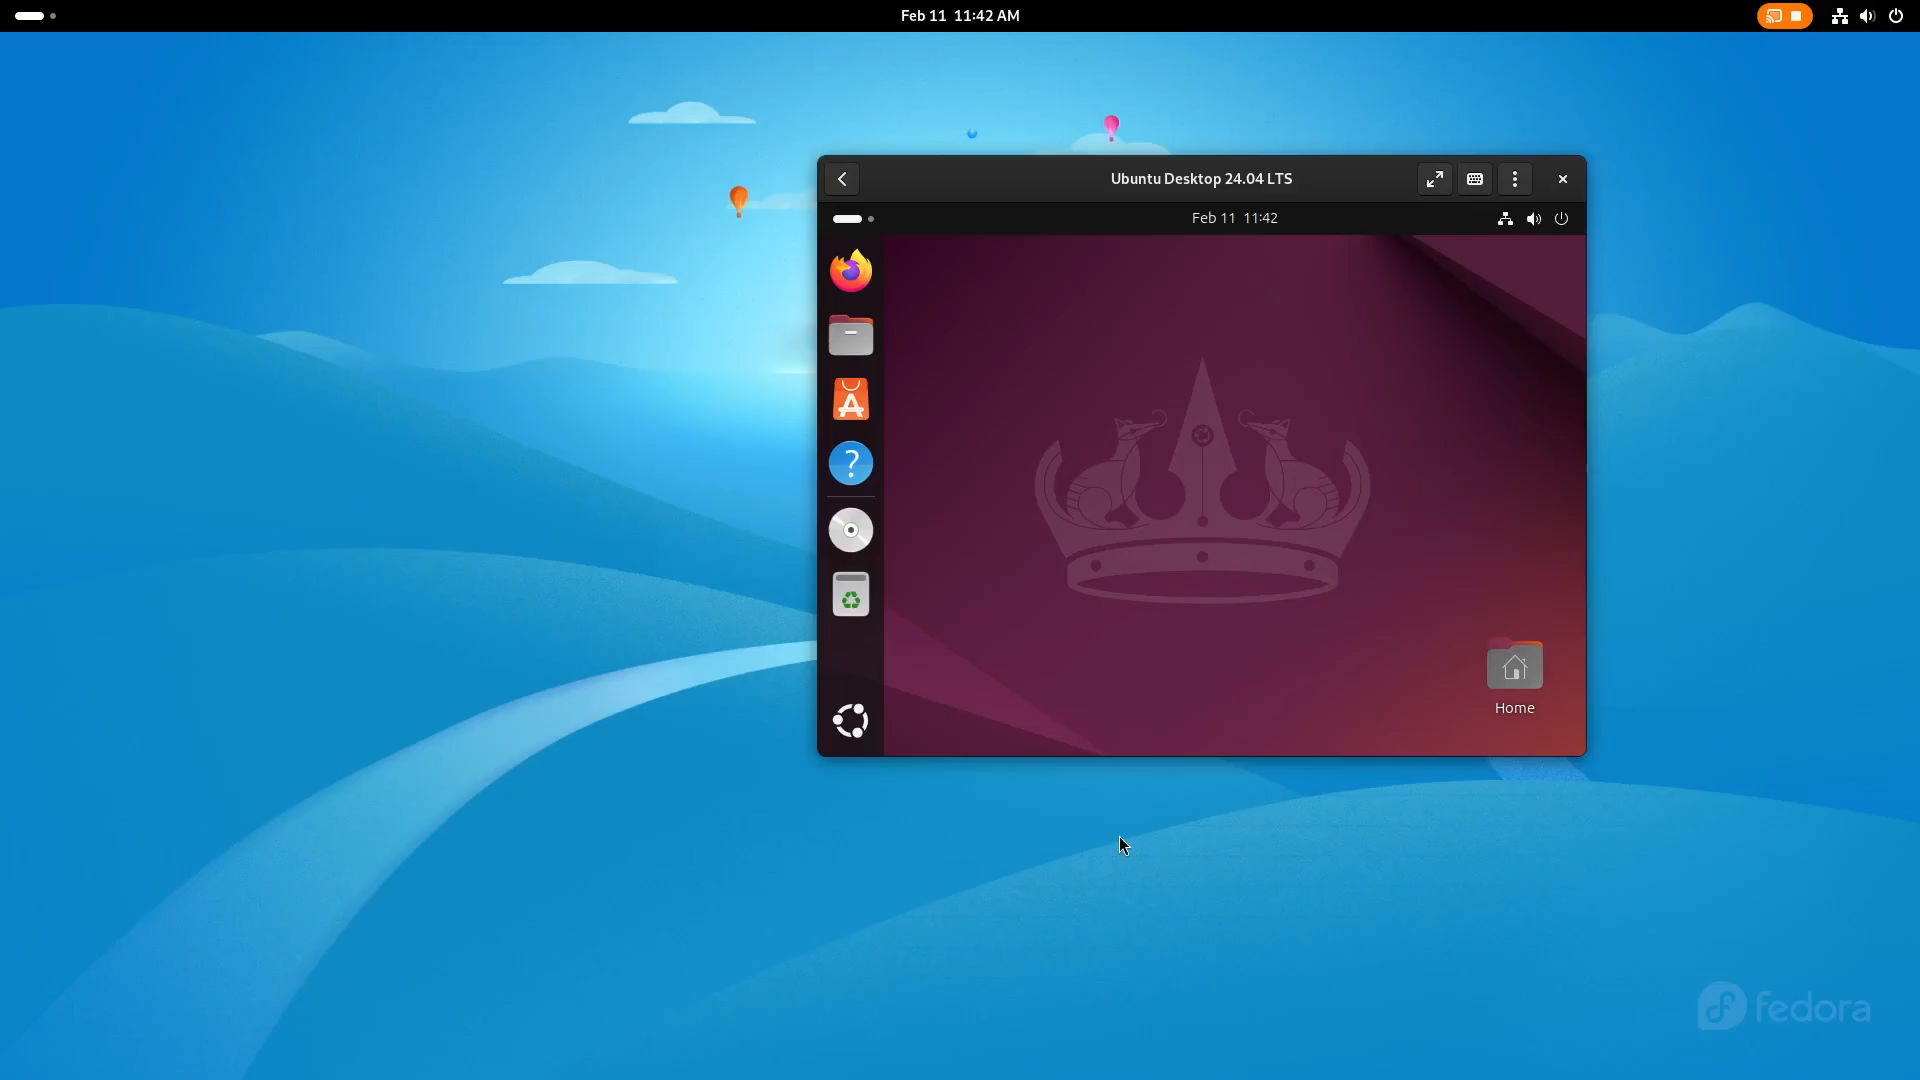 Feb 11 11:42 AM
Ubuntu Desktop 24.04 LTS
Feb 11 11:42
Home
fedora